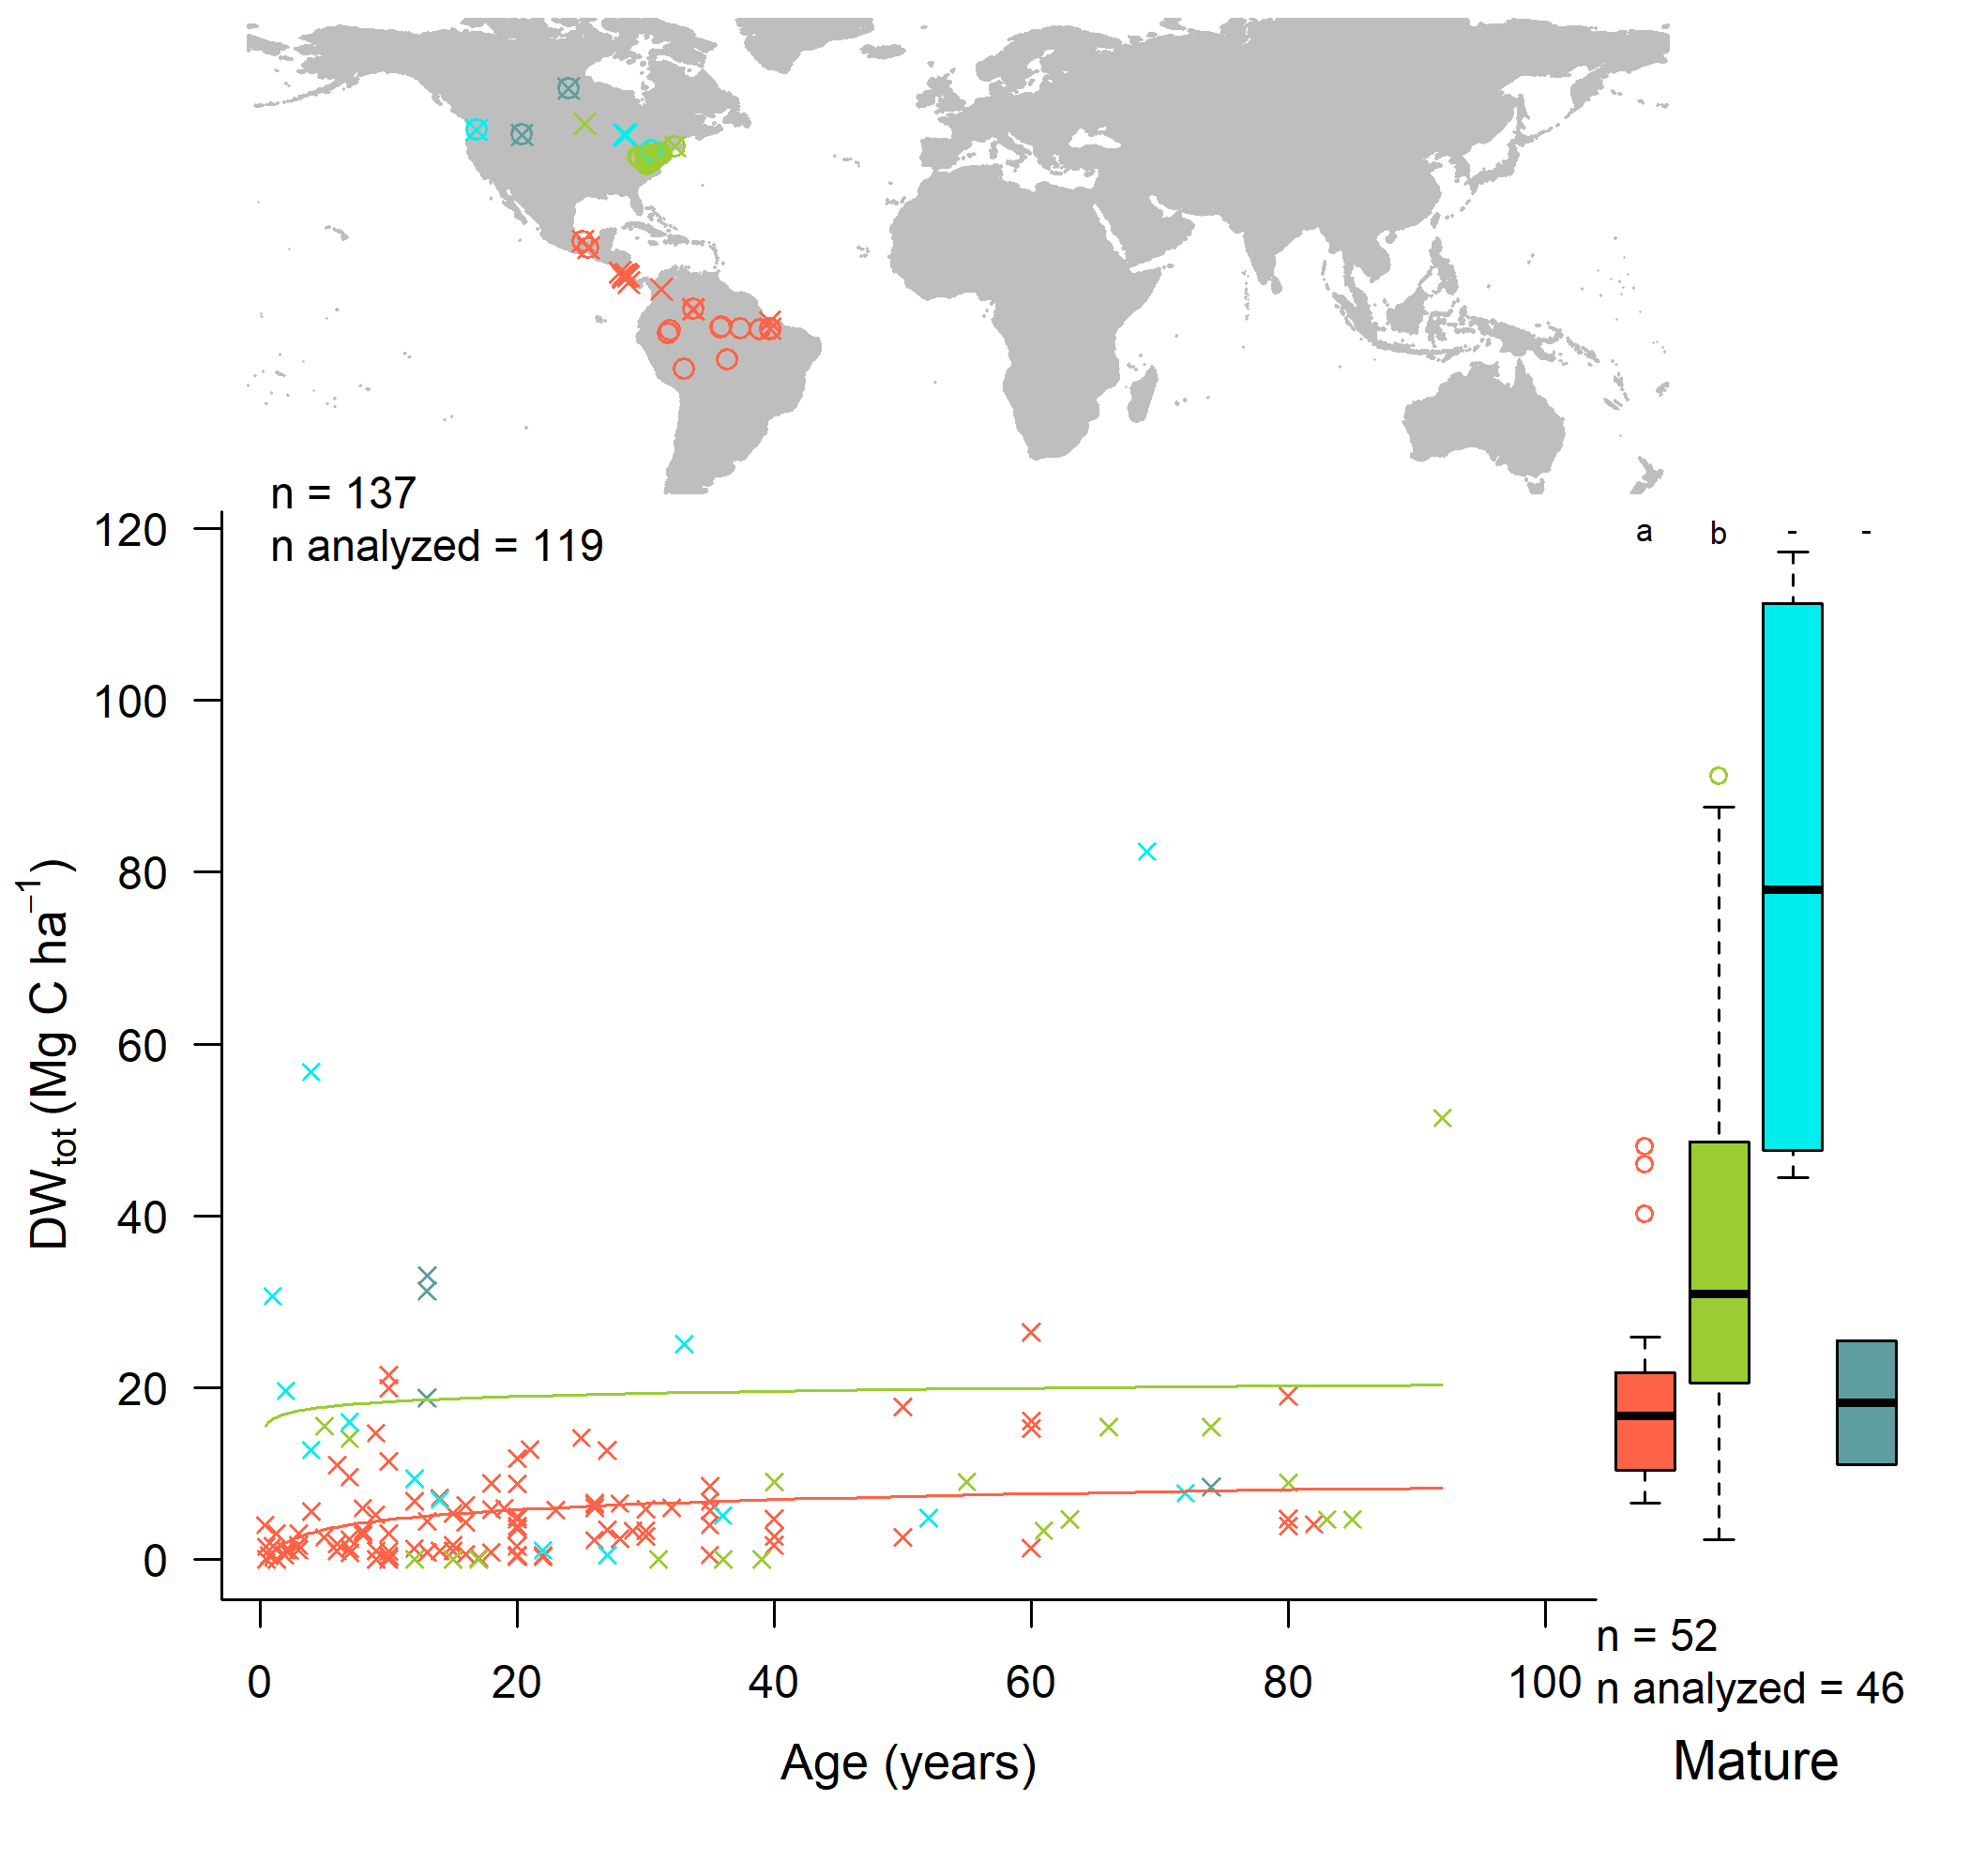 n = 137
n analyzed = 119
120
100
80
60
40
20
0
DWtot (Mg C ha−1)
a b - -
0 20 40 60 80 100
Age (years)
n = 52
n analyzed = 46
Mature